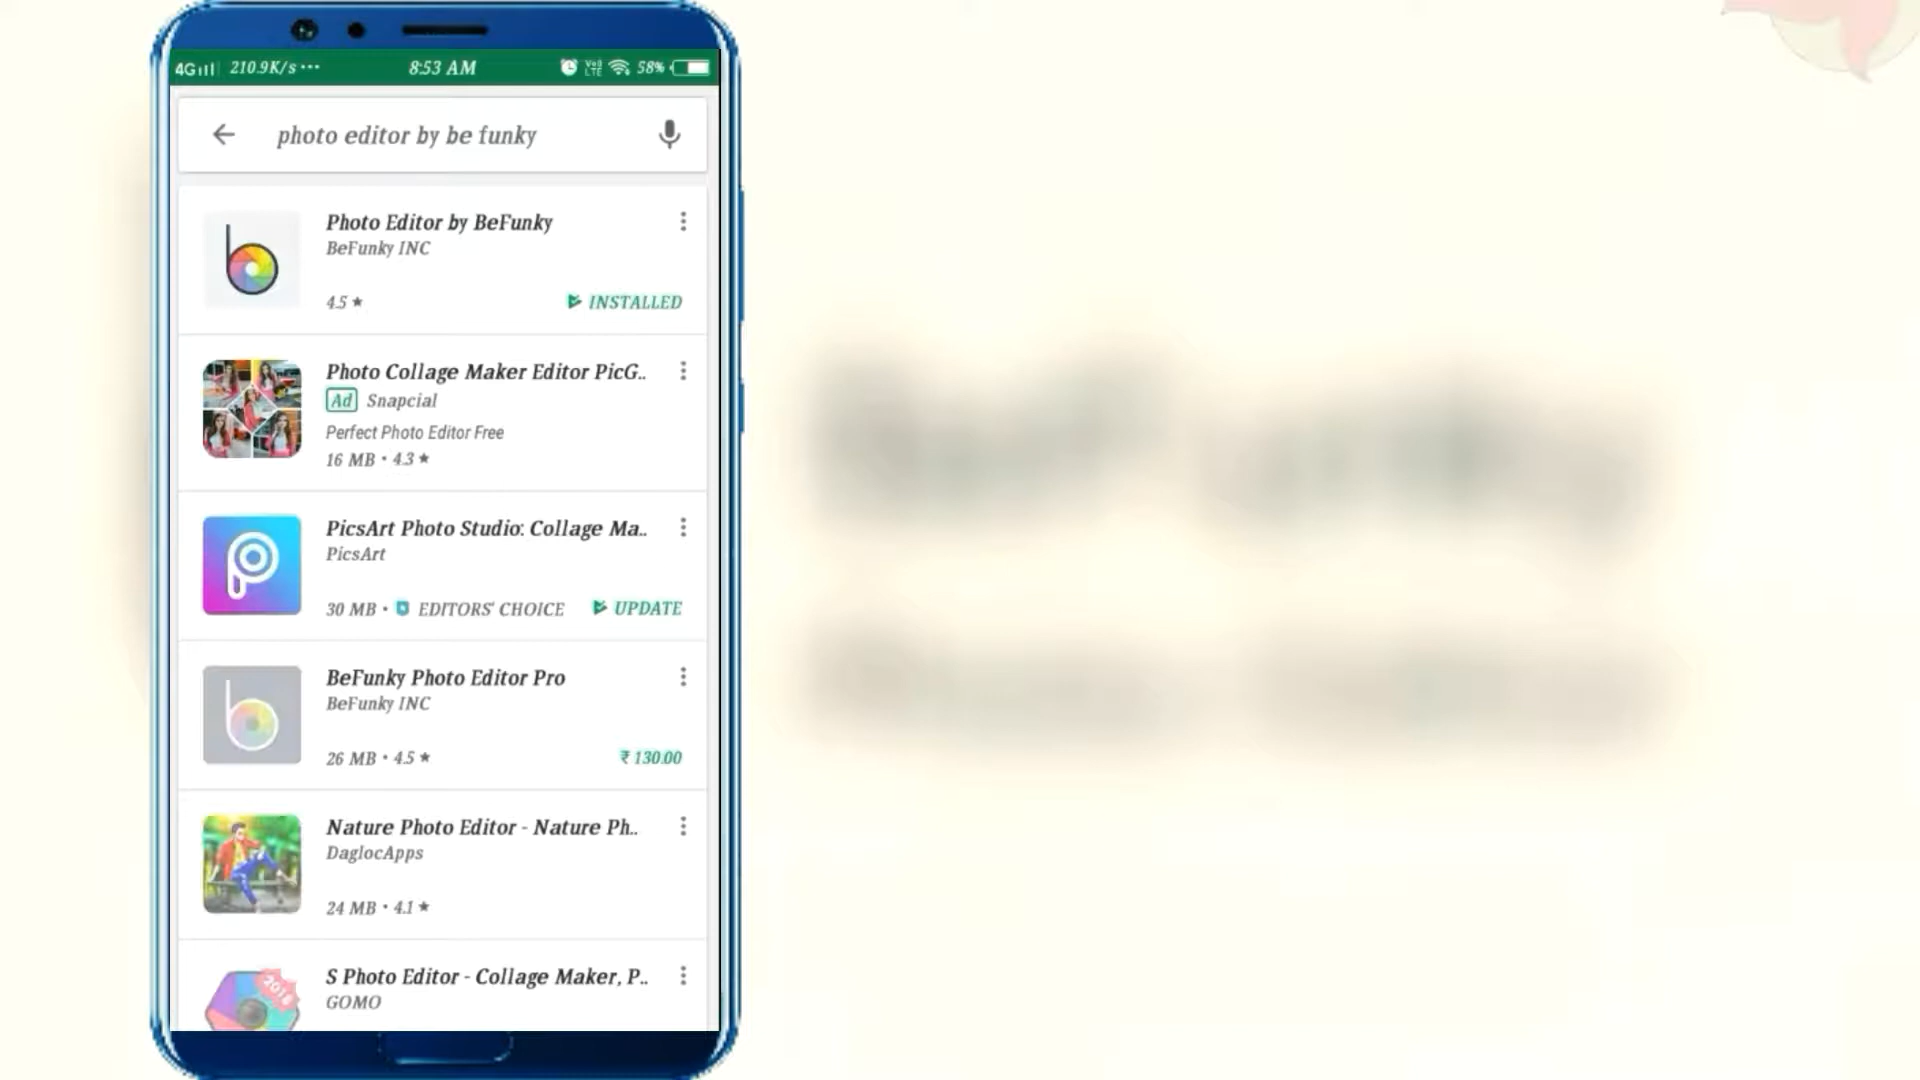 4G 210.9K/s ··· 8:53 AM Vo) LTE 58%
photo editor by be funky
Photo Editor by BeFunky
BeFunky INC
4.5 ★ INSTALLED
Photo Collage Maker Editor PicG..
Ad Snapcial
Perfect Photo Editor Free
16 MB • 4.3 ★
PicsArt Photo Studio: Collage Ma..
PicsArt
30 MB • EDITORS' CHOICE UPDATE
BeFunky Photo Editor Pro
BeFunky INC
26 MB • 4.5 ★ ₹ 130.00
Nature Photo Editor - Nature Ph..
DaglocApps
24 MB • 4.1 ★
2018
S Photo Editor - Collage Maker, P..
GOMO